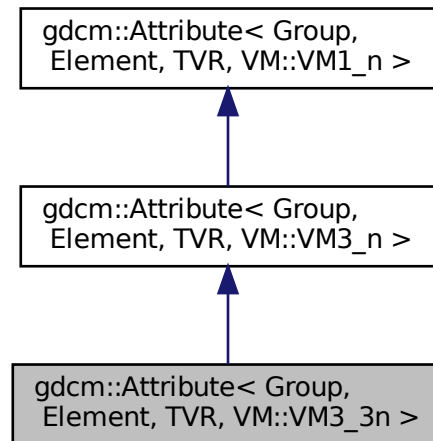 gdcm::Attribute< Group,
Element, TVR, VM::VM1_n >
gdcm::Attribute< Group,
Element, TVR, VM::VM3_n >
gdcm::Attribute< Group,
Element, TVR, VM::VM3_3n >